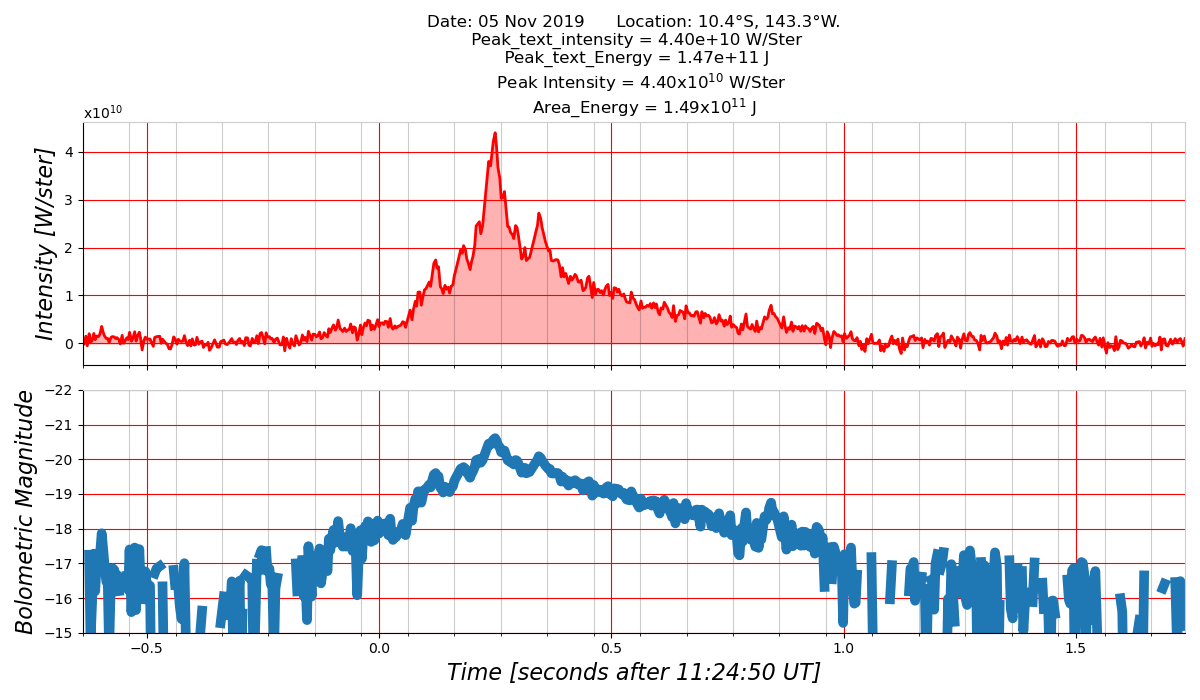 Date: 05 Nov 2019      Location: 10.4°S, 143.3°W.
Peak_text_intensity = 4.40e+10 W/Ster
Peak_text_Energy = 1.47e+11 J
Peak Intensity = 4.40x10¹⁰ W/Ster
Area_Energy = 1.49x10¹¹ J
x10¹⁰
Intensity [W/ster]
4
3
2
1
0
Bolometric Magnitude
−22
−21
−20
−19
−18
−17
−16
−15
−0.5
0.0
0.5
1.0
1.5
Time [seconds after 11:24:50 UT]